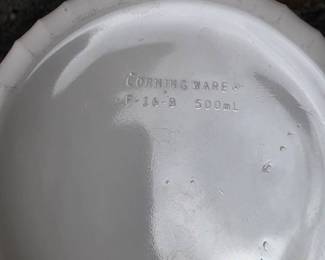 CORNING WARE®
F-16-B 500mL